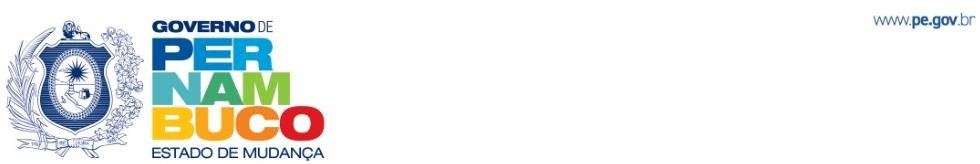 www.pe.gov.br
GOVERNO DE
PER
NAM
BUCO
ESTADO DE MUDANÇA